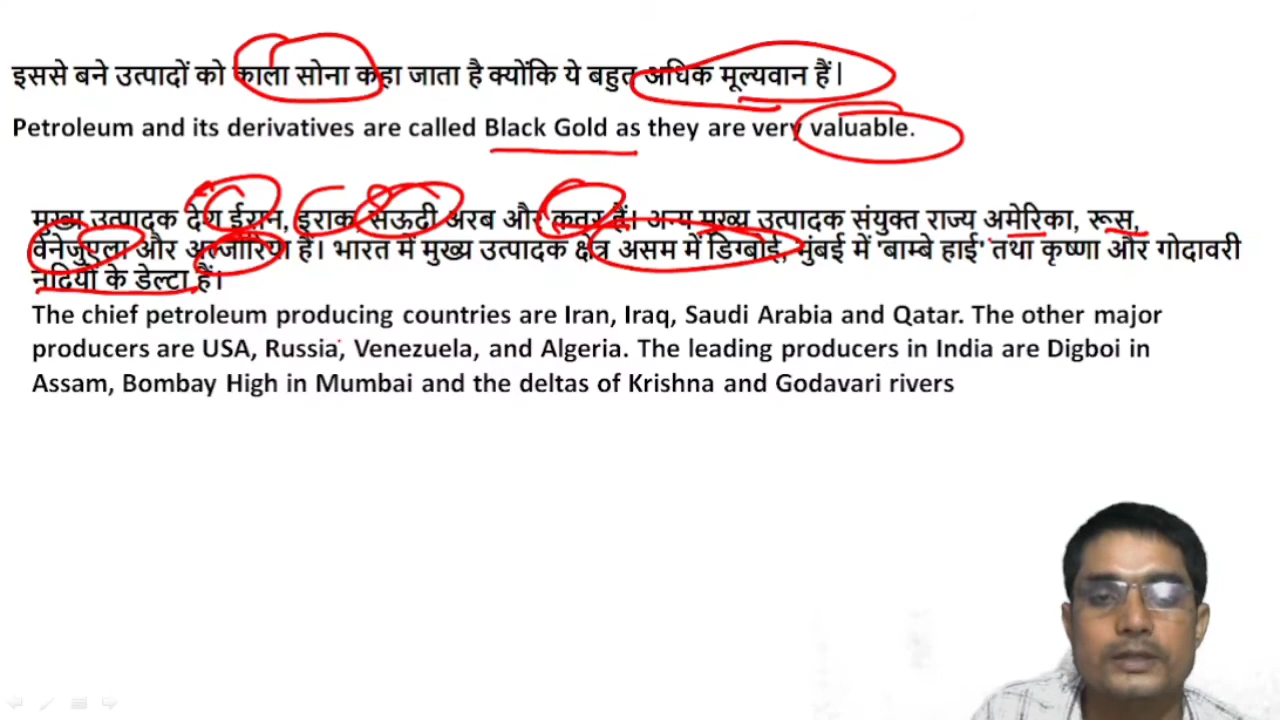 इससे बने उत्पादों को काला सोना कहा जाता है क्योंकि ये बहुत अधिक मूल्यवान हैं।
Petroleum and its derivatives are called Black Gold as they are very valuable.
मुख्य उत्पादक देश ईरान, इराक, सऊदी अरब और कतर हैं। अन्य मुख्य उत्पादक संयुक्त राज्य अमेरिका, रूस,
वेनेजुएला और अल्जीरिया हैं। भारत में मुख्य उत्पादक क्षेत्र असम में डिग्बोई, मुंबई में 'बाम्बे हाई' तथा कृष्णा और गोदावरी
नदियों के डेल्टा हैं।
The chief petroleum producing countries are Iran, Iraq, Saudi Arabia and Qatar. The other major
producers are USA, Russia, Venezuela, and Algeria. The leading producers in India are Digboi in
Assam, Bombay High in Mumbai and the deltas of Krishna and Godavari rivers